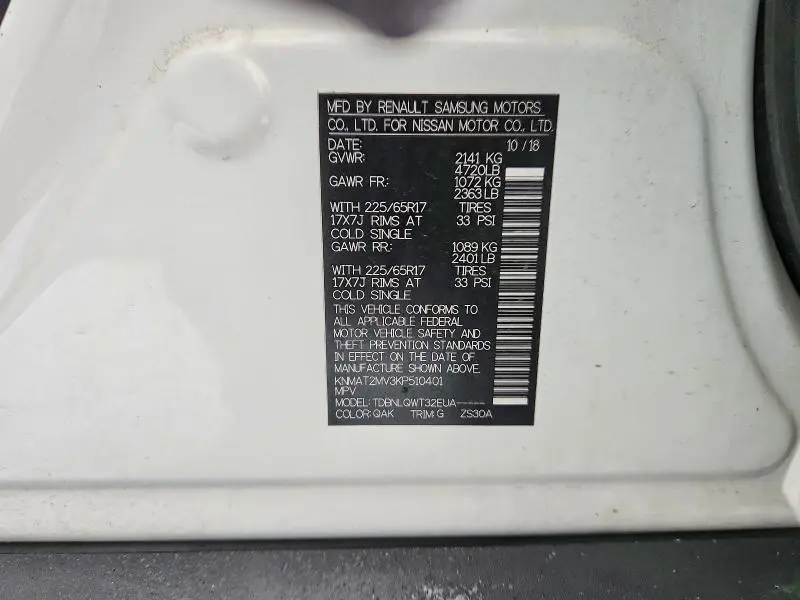 MFD BY RENAULT SAMSUNG MOTORS
CO., LTD. FOR NISSAN MOTOR CO., LTD.
DATE: 10 / 18
GVWR: 2141 KG
4720LB
GAWR FR: 1072 KG
2363 LB
WITH 225/65R17 TIRES
17X7J RIMS AT 33 PSI
COLD SINGLE
GAWR RR: 1089 KG
2401 LB
WITH 225/65R17 TIRES
17X7J RIMS AT 33 PSI
COLD SINGLE
THIS VEHICLE CONFORMS TO
ALL APPLICABLE FEDERAL
MOTOR VEHICLE SAFETY AND
THEFT PREVENTION STANDARDS
IN EFFECT ON THE DATE OF
MANUFACTURE SHOWN ABOVE.
KNMAT2MV3KP510401
MPV
MODEL: TDBNLQWT32EUA-----
COLOR: QAK TRIM: G ZS30A